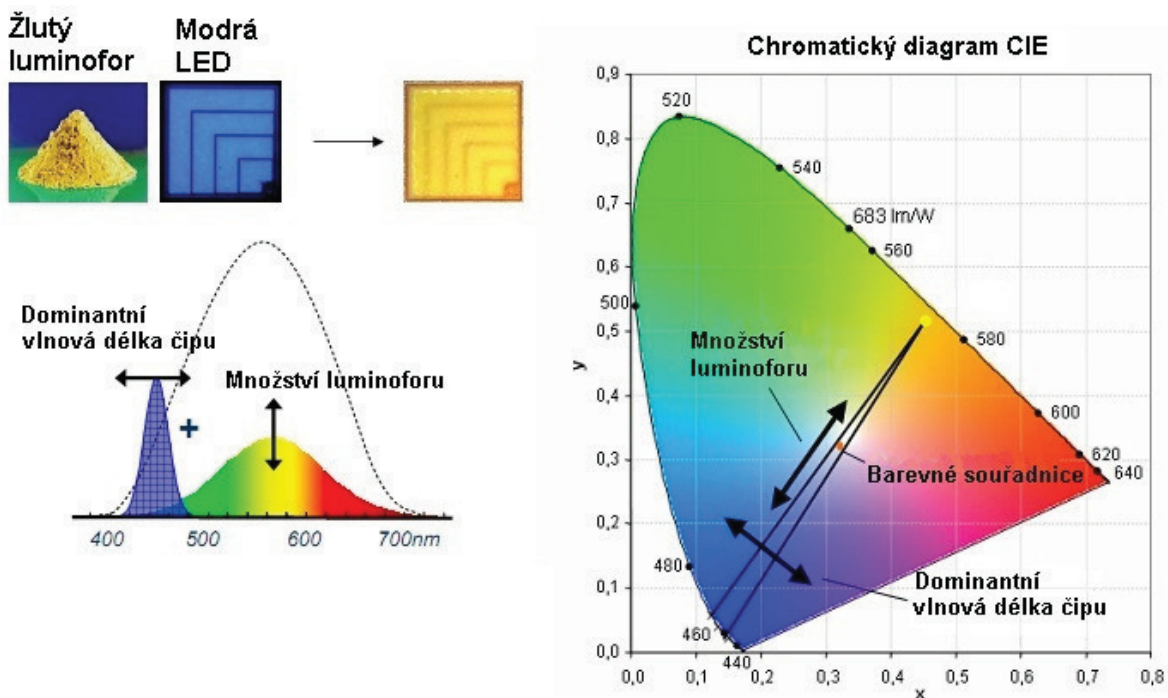 Žlutý
luminofor
Modrá
LED
Dominantní
vlnová délka čipu
Množství luminoforu
+
400 500 600 700nm
Chromatický diagram CIE
0,9
0,8
0,7
0,6
0,5
0,4
0,3
0,2
0,1
0,0
y
520
540
683 lm/W
560
500
580
Množství
luminoforu
600
620
640
Barevné souřadnice
480
Dominantní
vlnová délka čipu
460
440
0,0 0,1 0,2 0,3 0,4 0,5 0,6 0,7 0,8
x